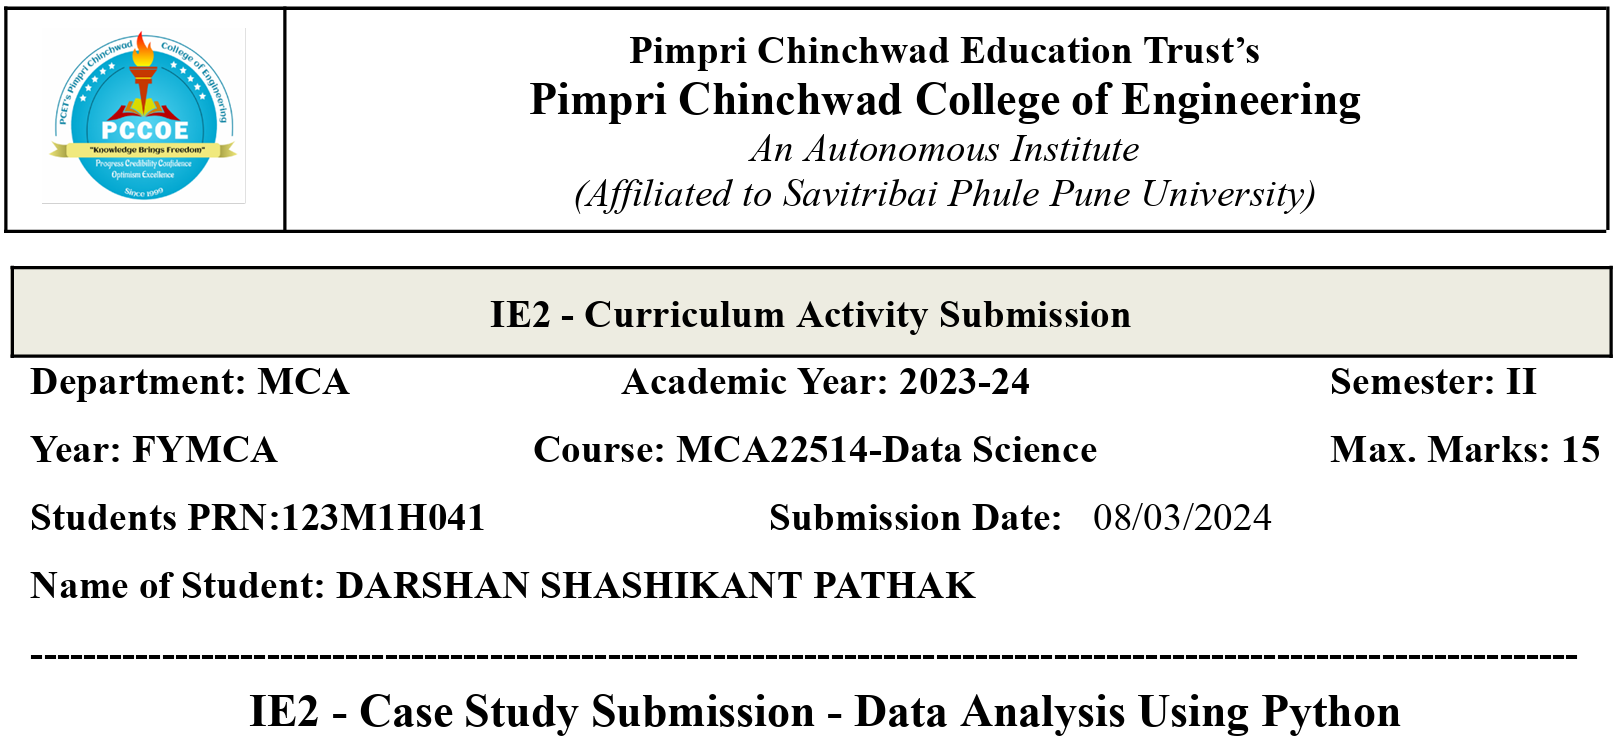 PCET's Pimpri Chinchwad College of Engineering
PCCOE
"Knowledge Brings Freedom"
Progress Credibility Confidence
Optimism Excellence
Since 1999
Pimpri Chinchwad Education Trust’s
Pimpri Chinchwad College of Engineering
An Autonomous Institute
(Affiliated to Savitribai Phule Pune University)
IE2 - Curriculum Activity Submission
Department: MCA Academic Year: 2023-24 Semester: II
Year: FYMCA Course: MCA22514-Data Science Max. Marks: 15
Students PRN:123M1H041 Submission Date: 08/03/2024
Name of Student: DARSHAN SHASHIKANT PATHAK
IE2 - Case Study Submission - Data Analysis Using Python